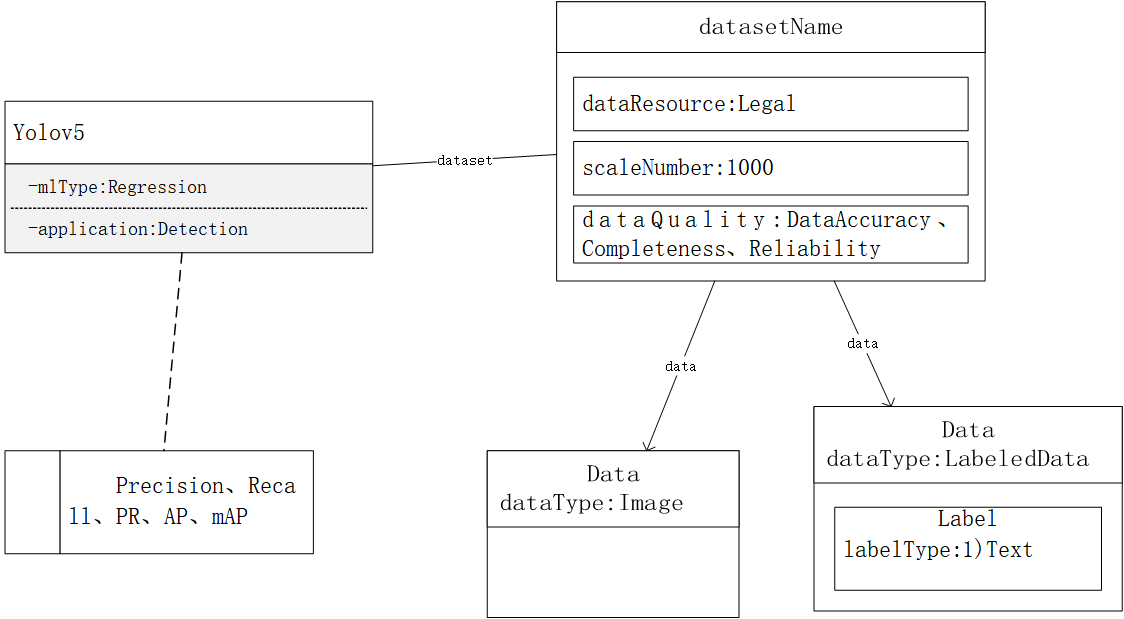 datasetName
dataResource:Legal
scaleNumber:1000
dataQuality:DataAccuracy、
Completeness、Reliability
Yolov5
-mlType:Regression
-application:Detection
dataset
data
data
Precision、Reca
ll、PR、AP、mAP
Data
dataType:Image
Data
dataType:LabeledData
Label
labelType:1)Text